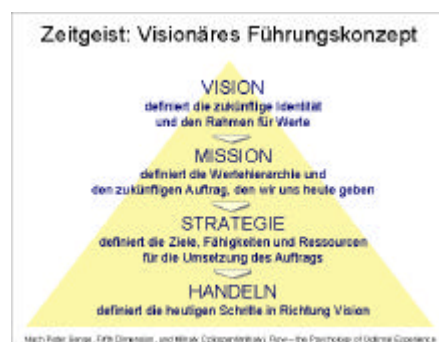 Zeitgeist: Visionäres Führungskonzept
VISION
definiert die zukünftige Identität
und den Rahmen für Werte
MISSION
definiert die Wertehierarchie und
den zukünftigen Auftrag, den wir uns heute geben
STRATEGIE
definiert die Ziele, Fähigkeiten und Ressourcen
für die Umsetzung des Auftrags
HANDELN
definiert die heutigen Schritte in Richtung Vision
Nach Peter Senge, Fifth Dimension, and Flow—the Psychology of Optimal Experience